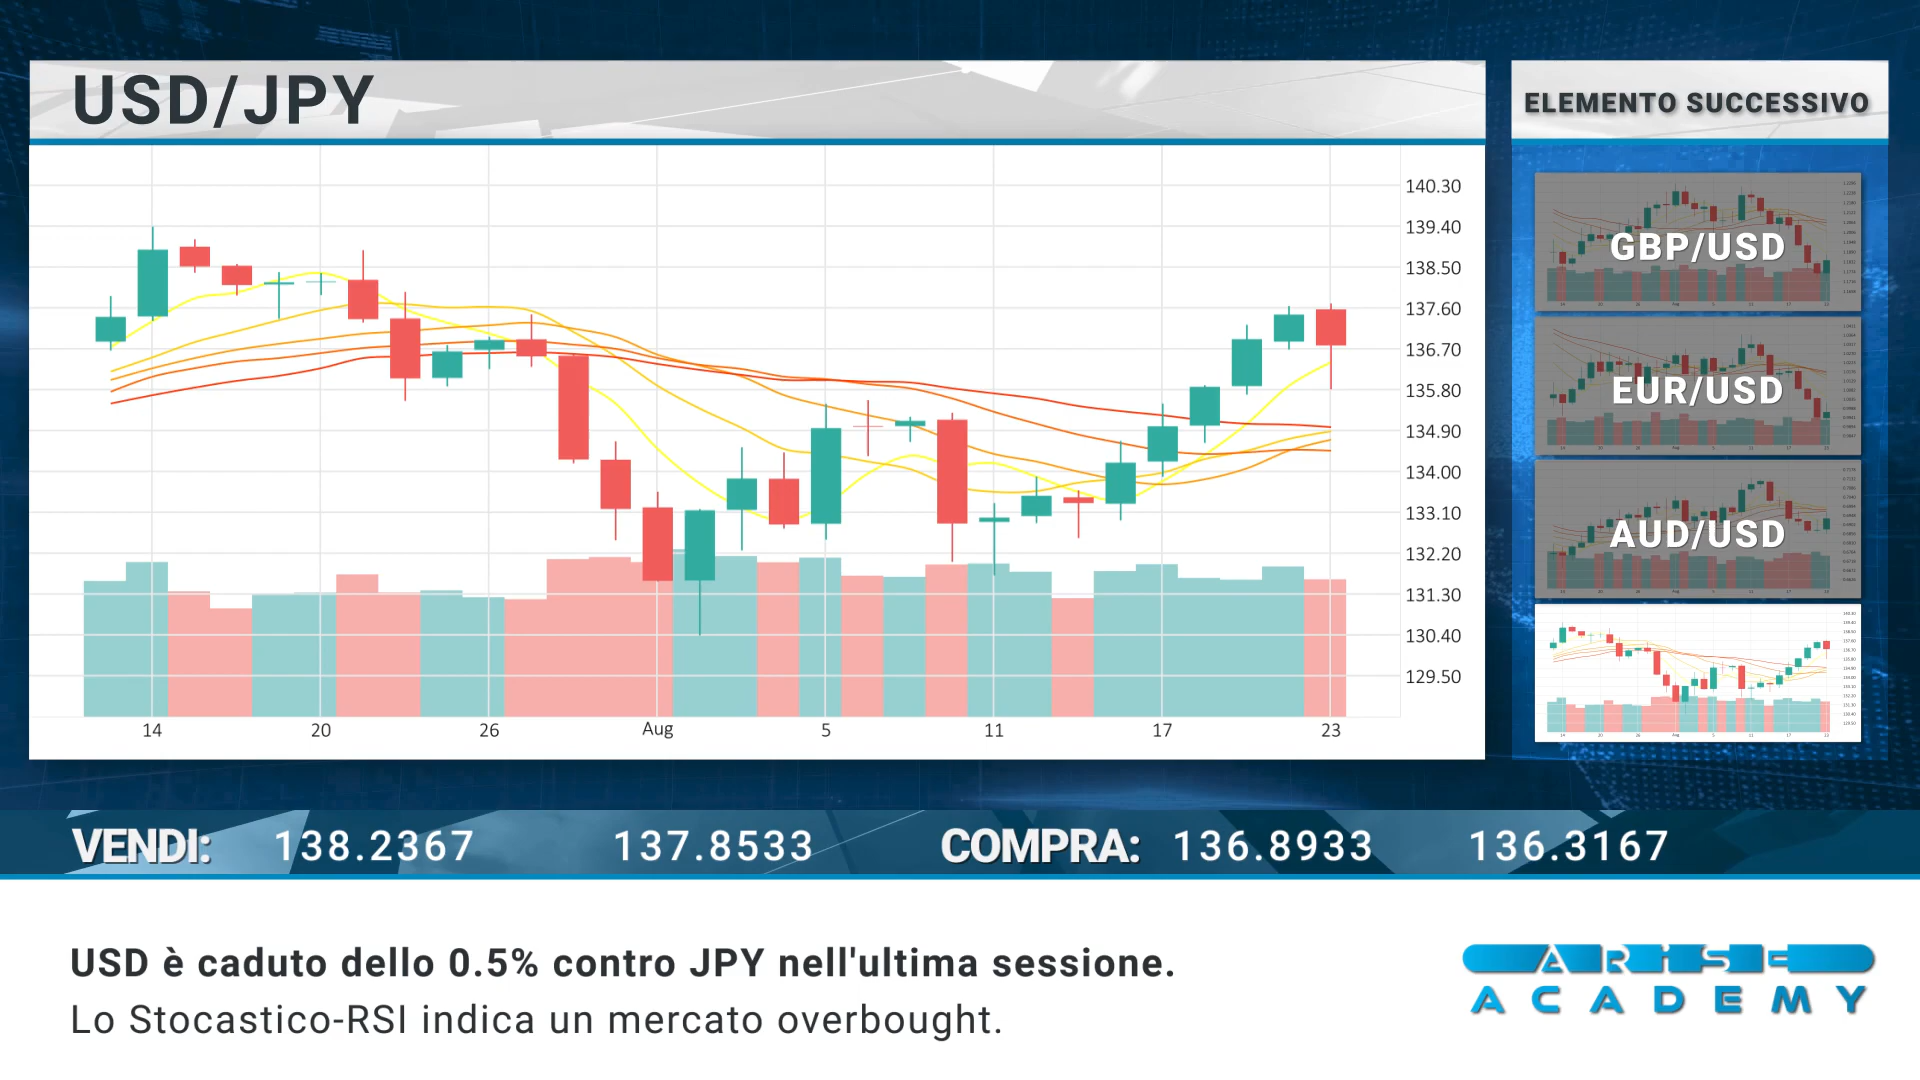 USD/JPY
ELEMENTO SUCCESSIVO
140.30
139.40
138.50
137.60
136.70
135.80
134.90
134.00
133.10
132.20
131.30
130.40
129.50
14 20 26 Aug 5 11 17 23
GBP/USD
EUR/USD
AUD/USD
VENDI: 138.2367 137.8533 COMPRA: 136.8933 136.3167
USD è caduto dello 0.5% contro JPY nell'ultima sessione.
Lo Stocastico-RSI indica un mercato overbought.
ARISE
ACADEMY